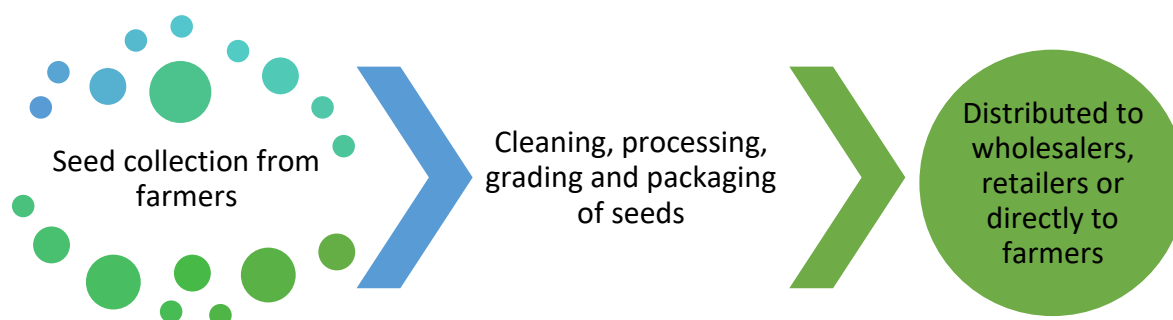 Seed collection from
farmers
Cleaning, processing,
grading and packaging
of seeds
Distributed to
wholesalers,
retailers or
directly to
farmers